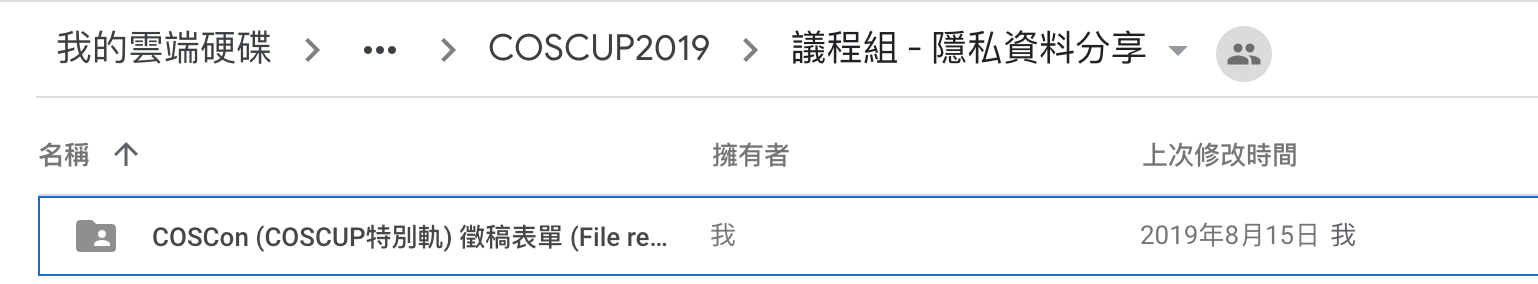 我的雲端硬碟 > ••• > COSCUP2019 > 議程組 - 隱私資料分享
名稱 ↑ 擁有者 上次修改時間
COSCon (COSCUP特別軌) 徵稿表單 (File re... 我 2019年8月15日 我